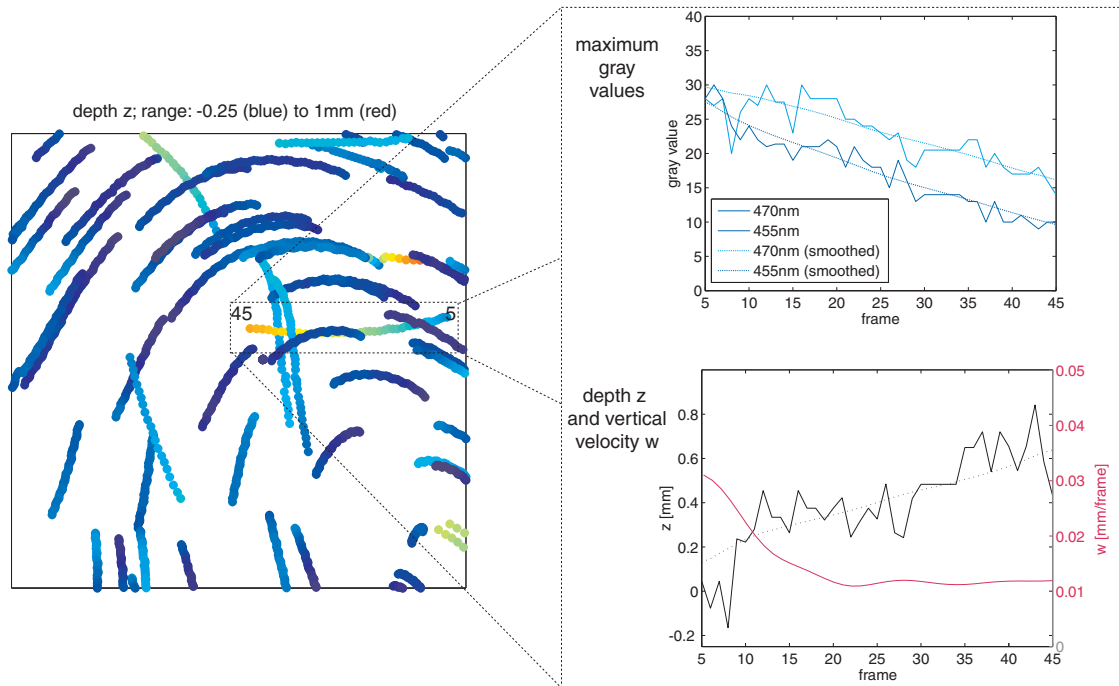 depth z; range: -0.25 (blue) to 1mm (red)
45
5
maximum
gray
values
40
35
30
25
20
15
10
5
0
gray value
470nm
455nm
470nm (smoothed)
455nm (smoothed)
5 10 15 20 25 30 35 40 45
frame
depth z
and vertical
velocity w
0.8
0.6
0.4
0.2
0
-0.2
z [mm]
0.05
0.04
0.03
0.02
0.01
0
w [mm/frame]
5 10 15 20 25 30 35 40 45
frame